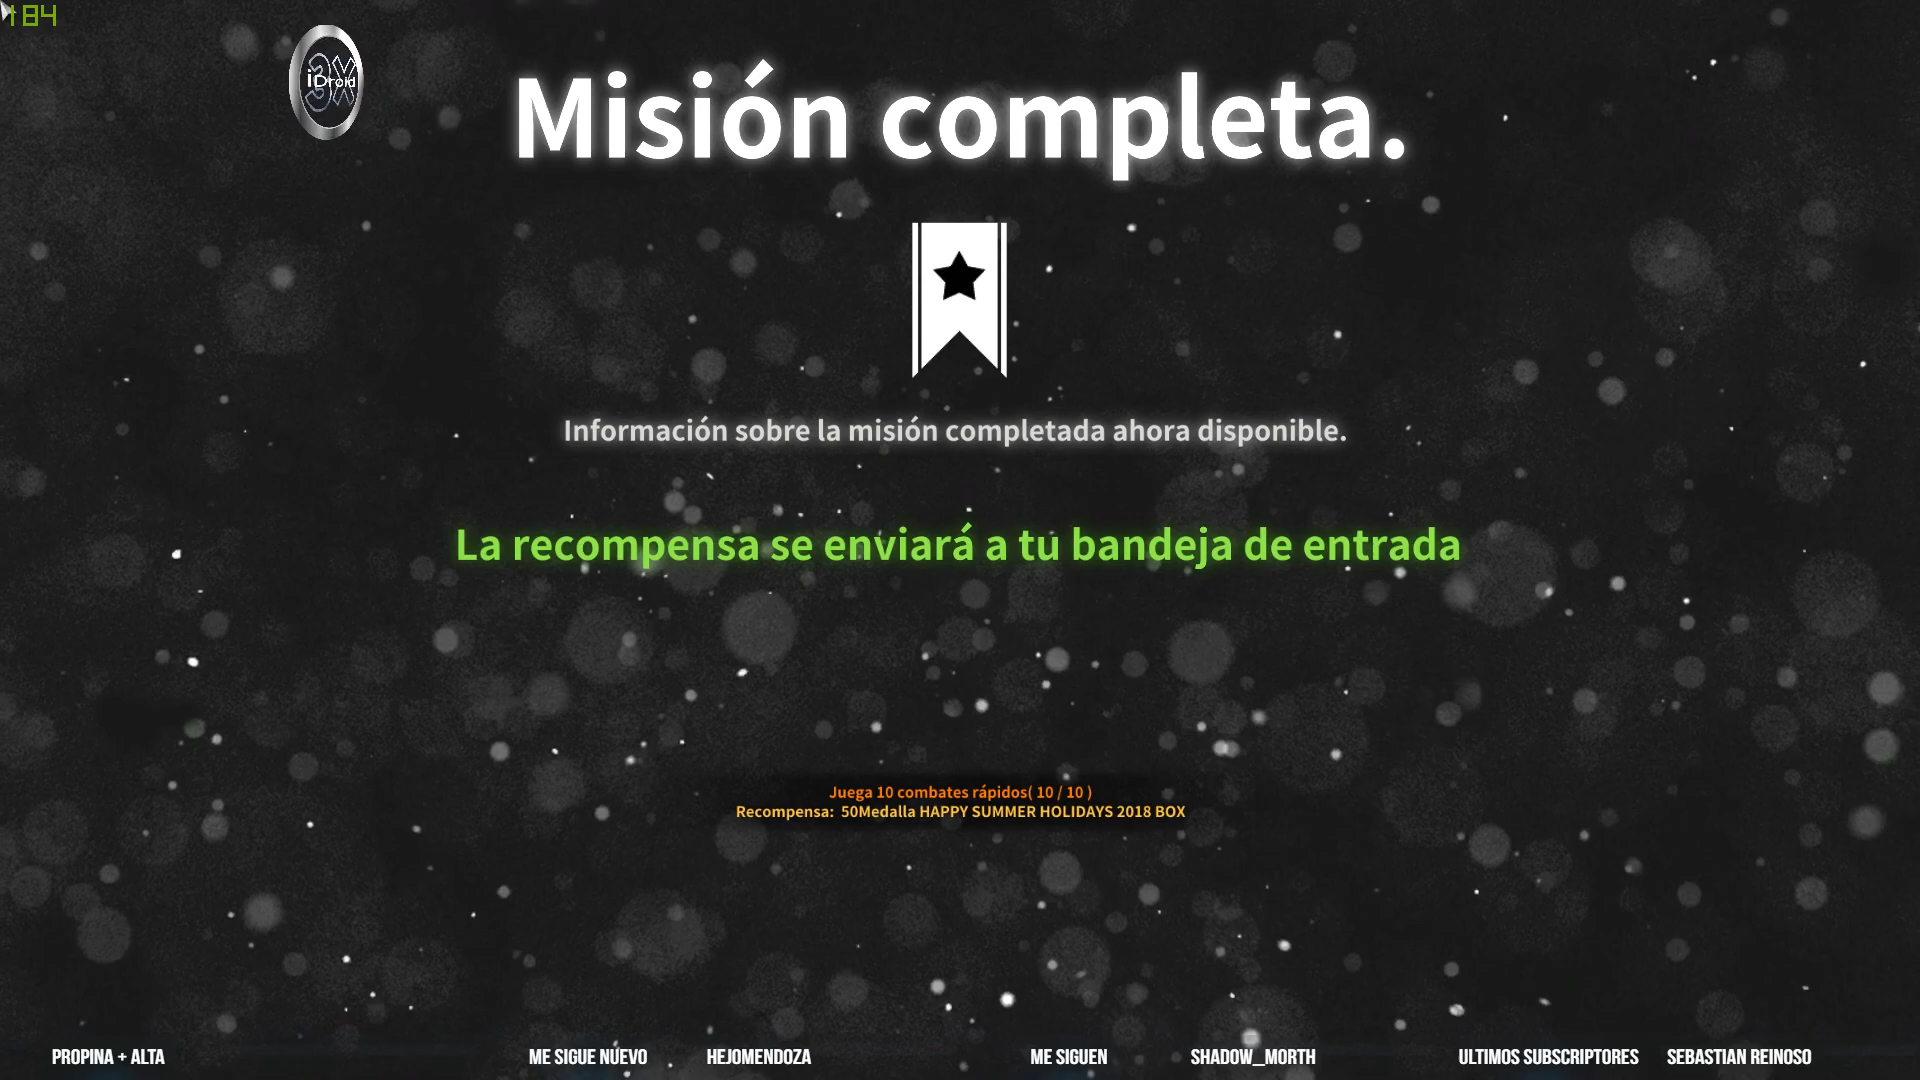 184
iDroid
3X
Misión completa.
Información sobre la misión completada ahora disponible.
La recompensa se enviará a tu bandeja de entrada
Juega 10 combates rápidos( 10 / 10 )
Recompensa: 50Medalla HAPPY SUMMER HOLIDAYS 2018 BOX
PROPINA + ALTA ME SIGUE NUEVO HEJOMENDOZA ME SIGUEN SHADOW_MORTH ULTIMOS SUBSCRIPTORES SEBASTIAN REINOSO